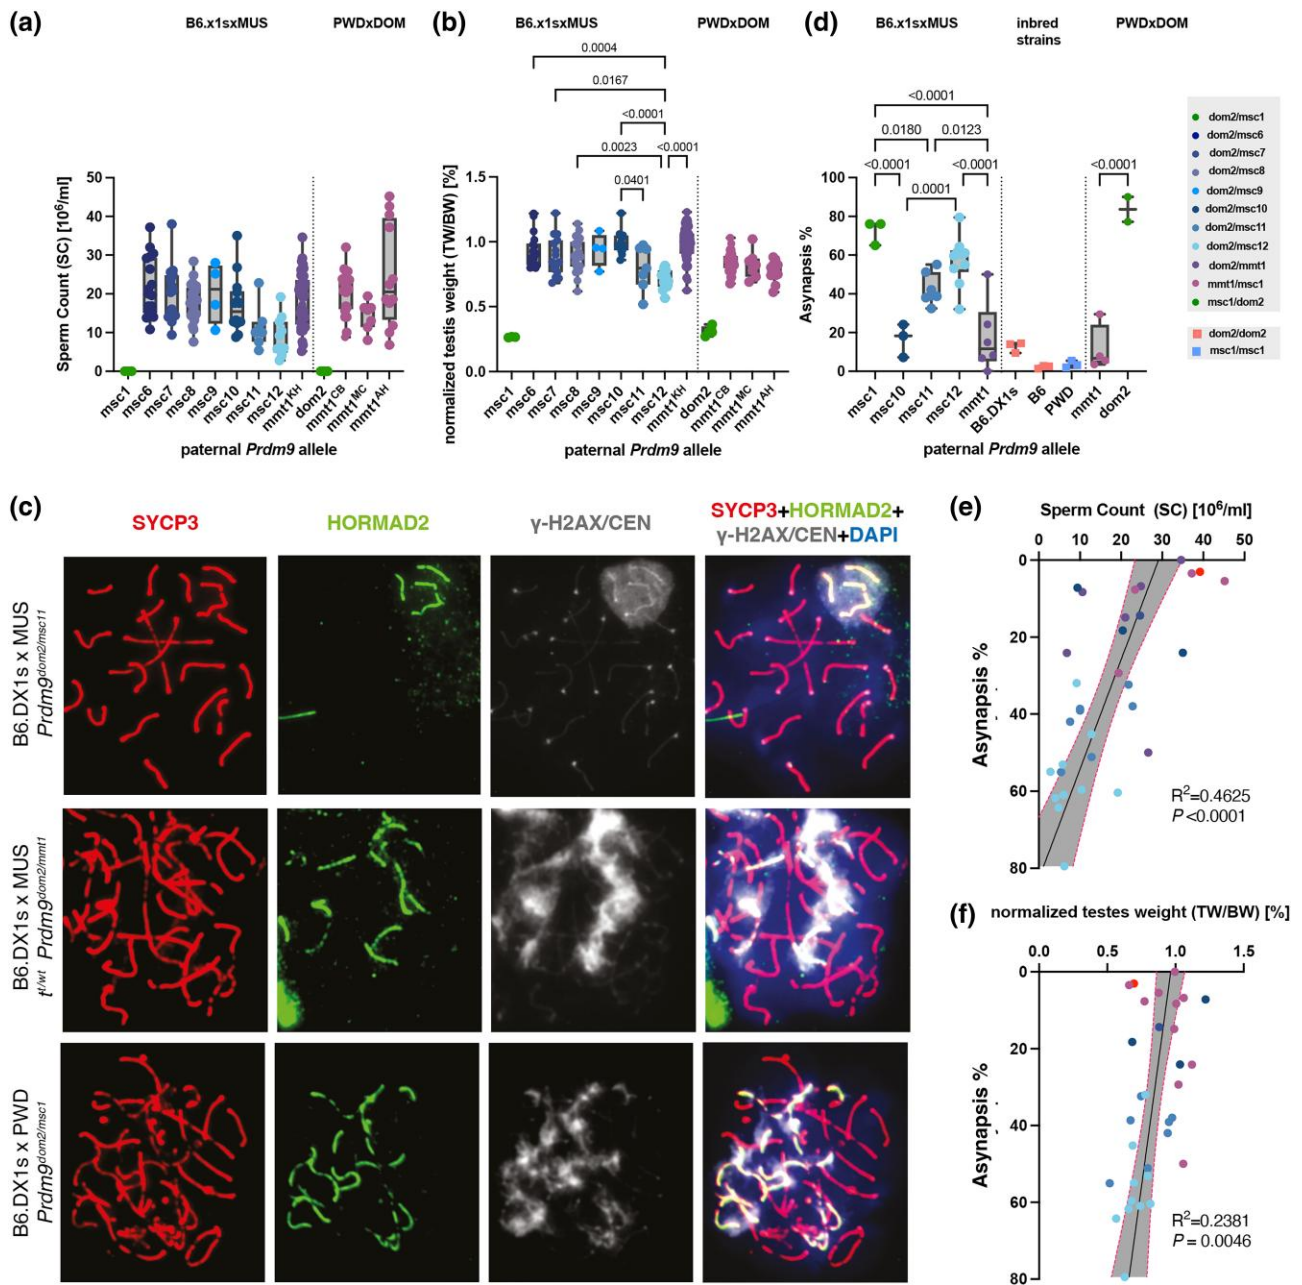 (a)
B6.x1sxMUS
PWDxDOM
Sperm Count (SC) [10⁶/ml]
50
40
30
20
10
0
msc1
msc6
msc7
msc8
msc9
msc10
msc11
msc12
mmt1ᴷᴴ
dom2
mmt1ᶜᴮ
mmt1ᴹᶜ
mmt1ᴬᴴ
paternal Prdm9 allele
(b)
B6.x1sxMUS
PWDxDOM
0.0004
0.0167
<0.0001
0.0023
<0.0001
0.0401
normalized testis weight (TW/BW) [%]
1.5
1.0
0.5
0.0
msc1
msc6
msc7
msc8
msc9
msc10
msc11
msc12
mmt1ᴷᴴ
dom2
mmt1ᶜᴮ
mmt1ᴹᶜ
mmt1ᴬᴴ
paternal Prdm9 allele
(d)
B6.x1sxMUS
inbred
strains
PWDxDOM
<0.0001
0.0180
0.0123
<0.0001
<0.0001
0.0001
<0.0001
Asynapsis %
100
80
60
40
20
0
msc1
msc10
msc11
msc12
mmt1
B6.DX1s
B6
PWD
mmt1
dom2
paternal Prdm9 allele
dom2/msc1
dom2/msc6
dom2/msc7
dom2/msc8
dom2/msc9
dom2/msc10
dom2/msc11
dom2/msc12
dom2/mmt1
mmt1/msc1
msc1/dom2
dom2/dom2
msc1/msc1
(c)
SYCP3
HORMAD2
γ-H2AX/CEN
SYCP3+HORMAD2+
γ-H2AX/CEN+DAPI
B6.DX1s x MUS
Prdm9ᵈᵒᵐ²/ᵐˢᶜ¹¹
B6.DX1s x MUS
tᵗ/ʷᵗ Prdm9ᵈᵒᵐ²/ᵐᵐᵗ¹
B6.DX1s x PWD
Prdm9ᵈᵒᵐ²/ᵐˢᶜ¹
(e)
Sperm Count (SC) [10⁶/ml]
0
10
20
30
40
50
Asynapsis %
0
20
40
60
80
R²=0.4625
P <0.0001
(f)
normalized testes weight (TW/BW) [%]
0.0
0.5
1.0
1.5
Asynapsis %
0
20
40
60
80
R²=0.2381
P = 0.0046